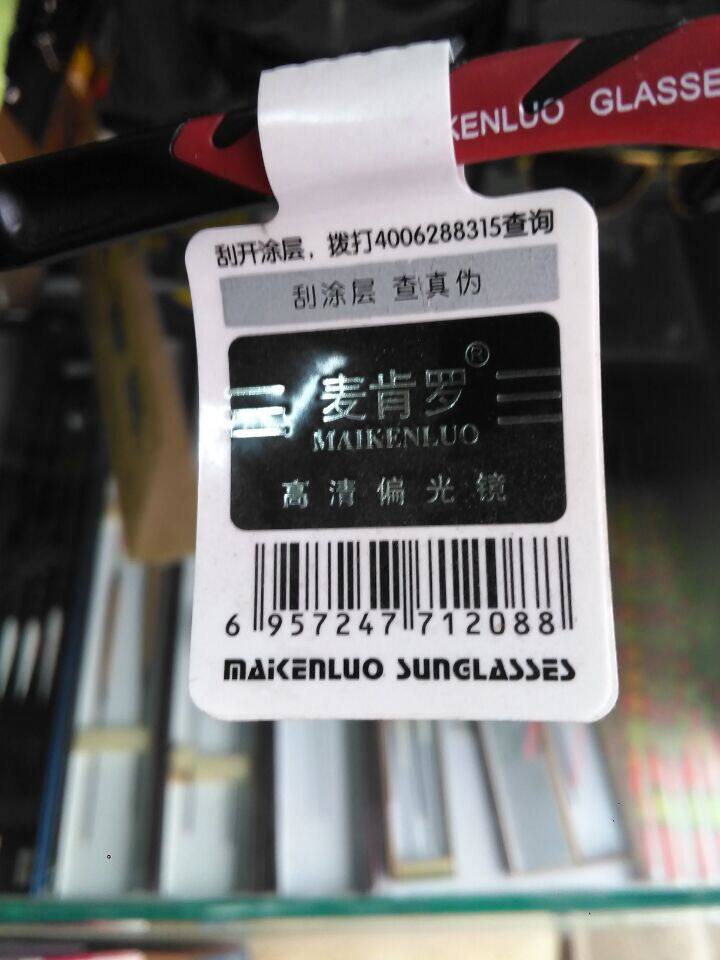 KENLUO GLASSE
刮开涂层，拨打4006288315查询
刮涂层 查真伪
麦肯罗®
MAIKENLUO
高清偏光镜
6 957247 712088
MAIKENLUO SUNGLASSES